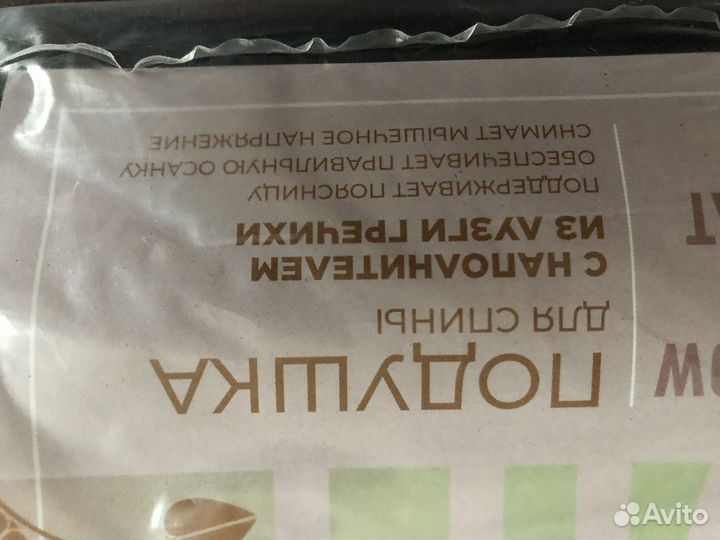 ПОДУШКА
ДЛЯ СПИНЫ
С НАПОЛНИТЕЛЕМ
ИЗ ЛУЗГИ ГРЕЧИХИ
ПОДДЕРЖИВАЕТ ПОЯСНИЦУ
ОБЕСПЕЧИВАЕТ ПРАВИЛЬНУЮ ОСАНКУ
СНИМАЕТ МЫШЕЧНОЕ НАПРЯЖЕНИЕ
Avito